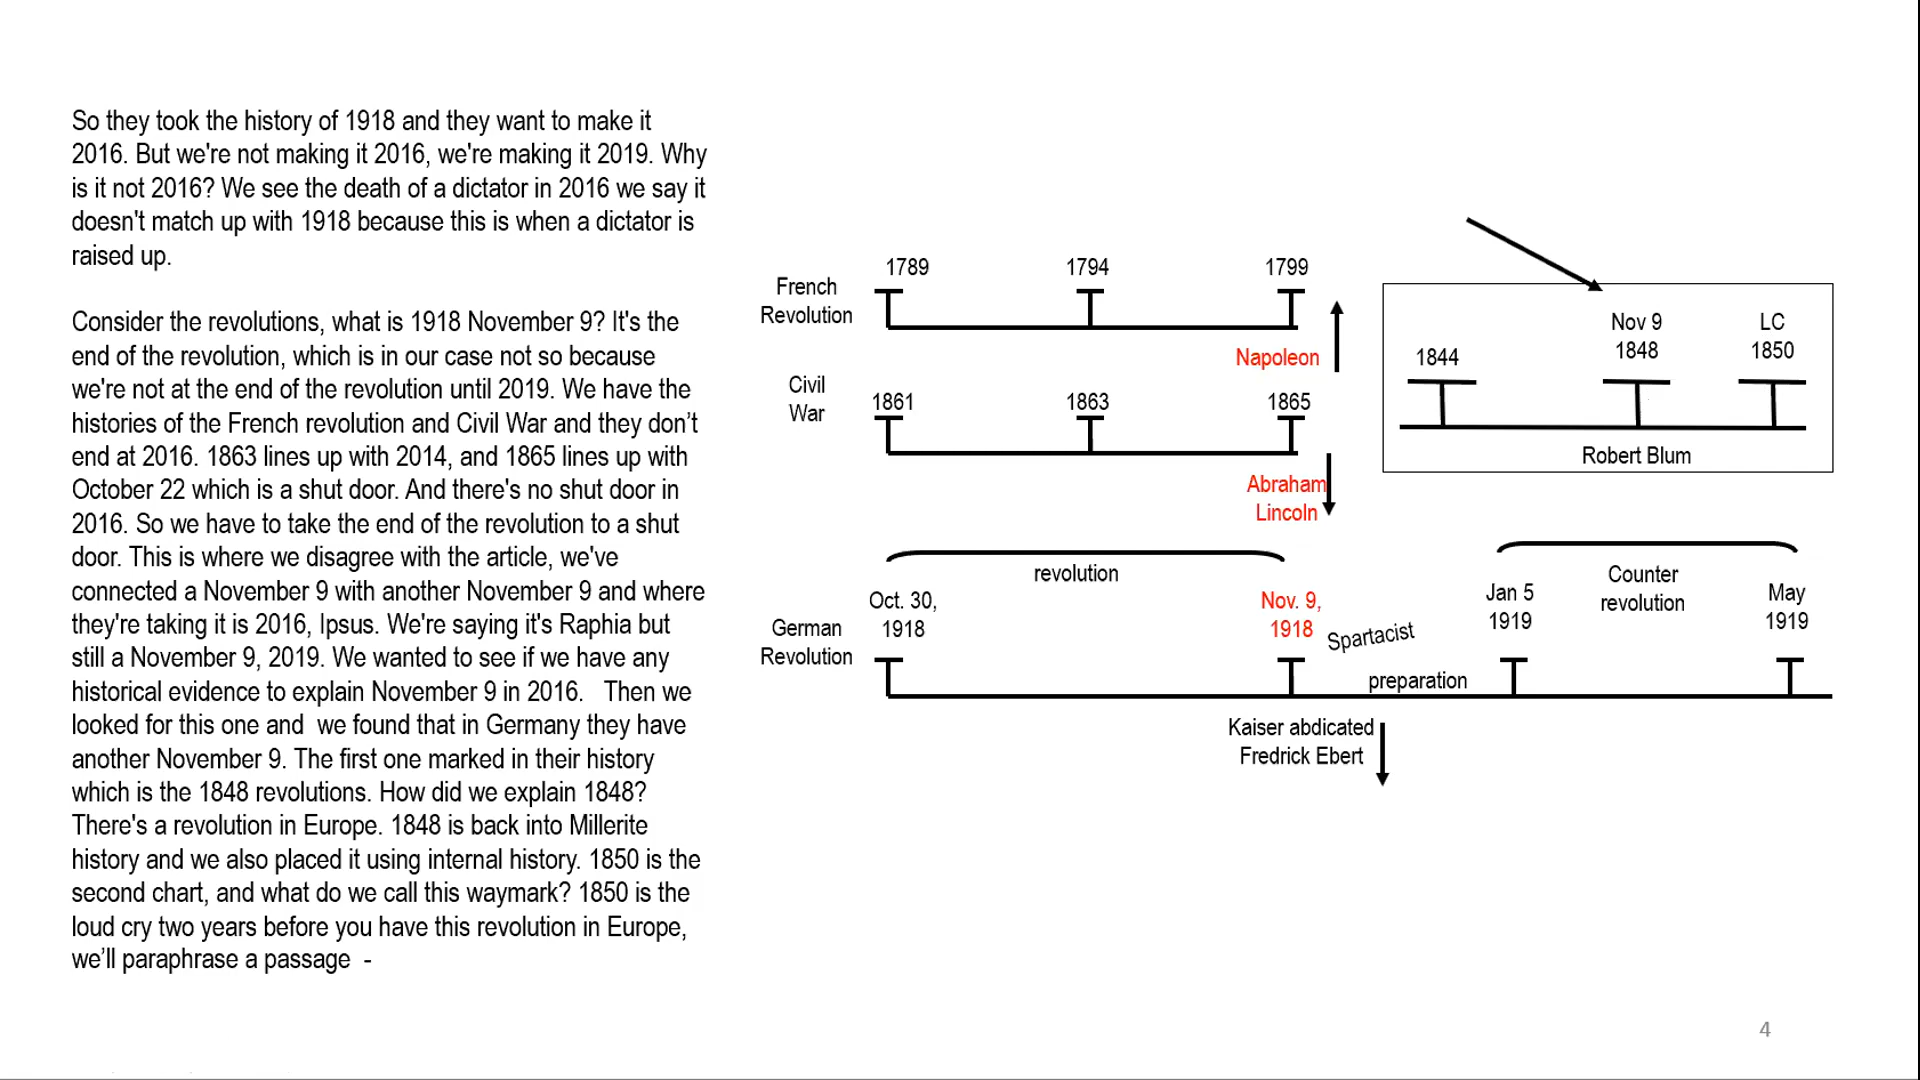 So they took the history of 1918 and they want to make it
2016. But we're not making it 2016, we're making it 2019. Why
is it not 2016? We see the death of a dictator in 2016 we say it
doesn't match up with 1918 because this is when a dictator is
raised up.
Consider the revolutions, what is 1918 November 9? It's the
end of the revolution, which is in our case not so because
we're not at the end of the revolution until 2019. We have the
histories of the French revolution and Civil War and they don’t
end at 2016. 1863 lines up with 2014, and 1865 lines up with
October 22 which is a shut door. And there's no shut door in
2016. So we have to take the end of the revolution to a shut
door. This is where we disagree with the article, we've
connected a November 9 with another November 9 and where
they're taking it is 2016, Ipsus. We're saying it's Raphia but
still a November 9, 2019. We wanted to see if we have any
historical evidence to explain November 9 in 2016. Then we
looked for this one and we found that in Germany they have
another November 9. The first one marked in their history
which is the 1848 revolutions. How did we explain 1848?
There's a revolution in Europe. 1848 is back into Millerite
history and we also placed it using internal history. 1850 is the
second chart, and what do we call this waymark? 1850 is the
loud cry two years before you have this revolution in Europe,
we’ll paraphrase a passage -
1789 1794 1799
French
Revolution
Napoleon
Civil
War
1861 1863 1865
Abraham
Lincoln
Nov 9 LC
1844 1848 1850
Robert Blum
revolution
Counter
revolution
Oct. 30,
1918
Nov. 9,
1918
Spartacist
Jan 5
1919
May
1919
German
Revolution
preparation
Kaiser abdicated
Fredrick Ebert
4